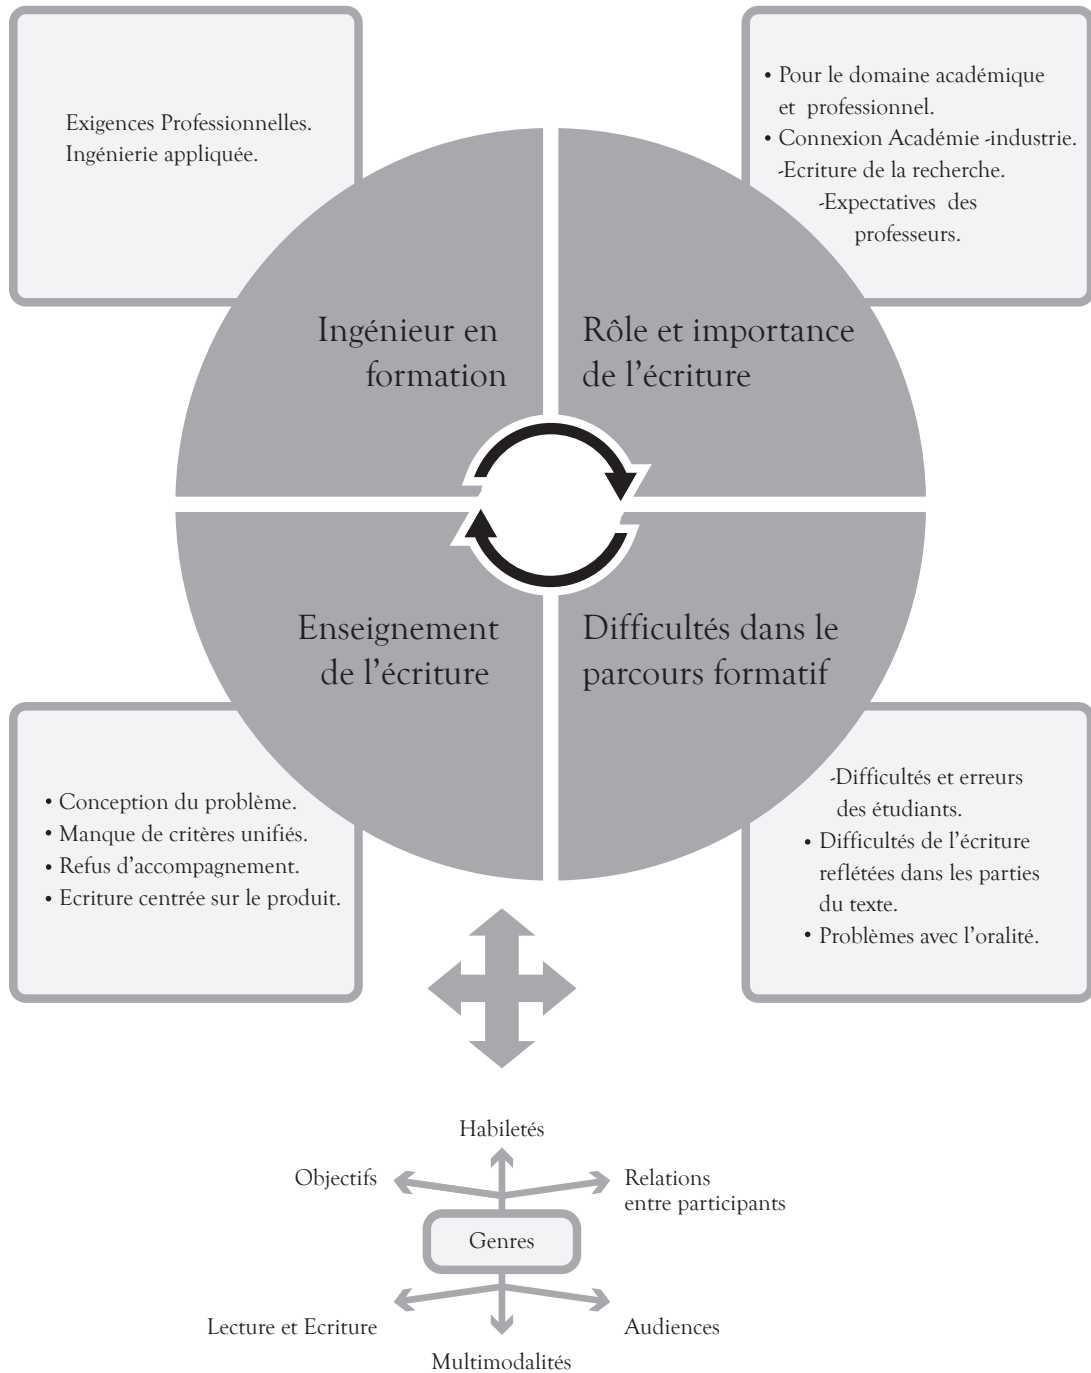 Exigences Professionnelles.
Ingénierie appliquée.
• Pour le domaine académique
et professionnel.
• Connexion Académie -industrie.
-Ecriture de la recherche.
-Expectatives des
professeurs.
Ingénieur en
formation
Rôle et importance
de l’écriture
Enseignement
de l’écriture
Difficultés dans le
parcours formatif
• Conception du problème.
• Manque de critères unifiés.
• Refus d’accompagnement.
• Ecriture centrée sur le produit.
-Difficultés et erreurs
des étudiants.
• Difficultés de l’écriture
reflétées dans les parties
du texte.
• Problèmes avec l’oralité.
Habiletés
Objectifs
Relations
entre participants
Genres
Lecture et Ecriture
Audiences
Multimodalités